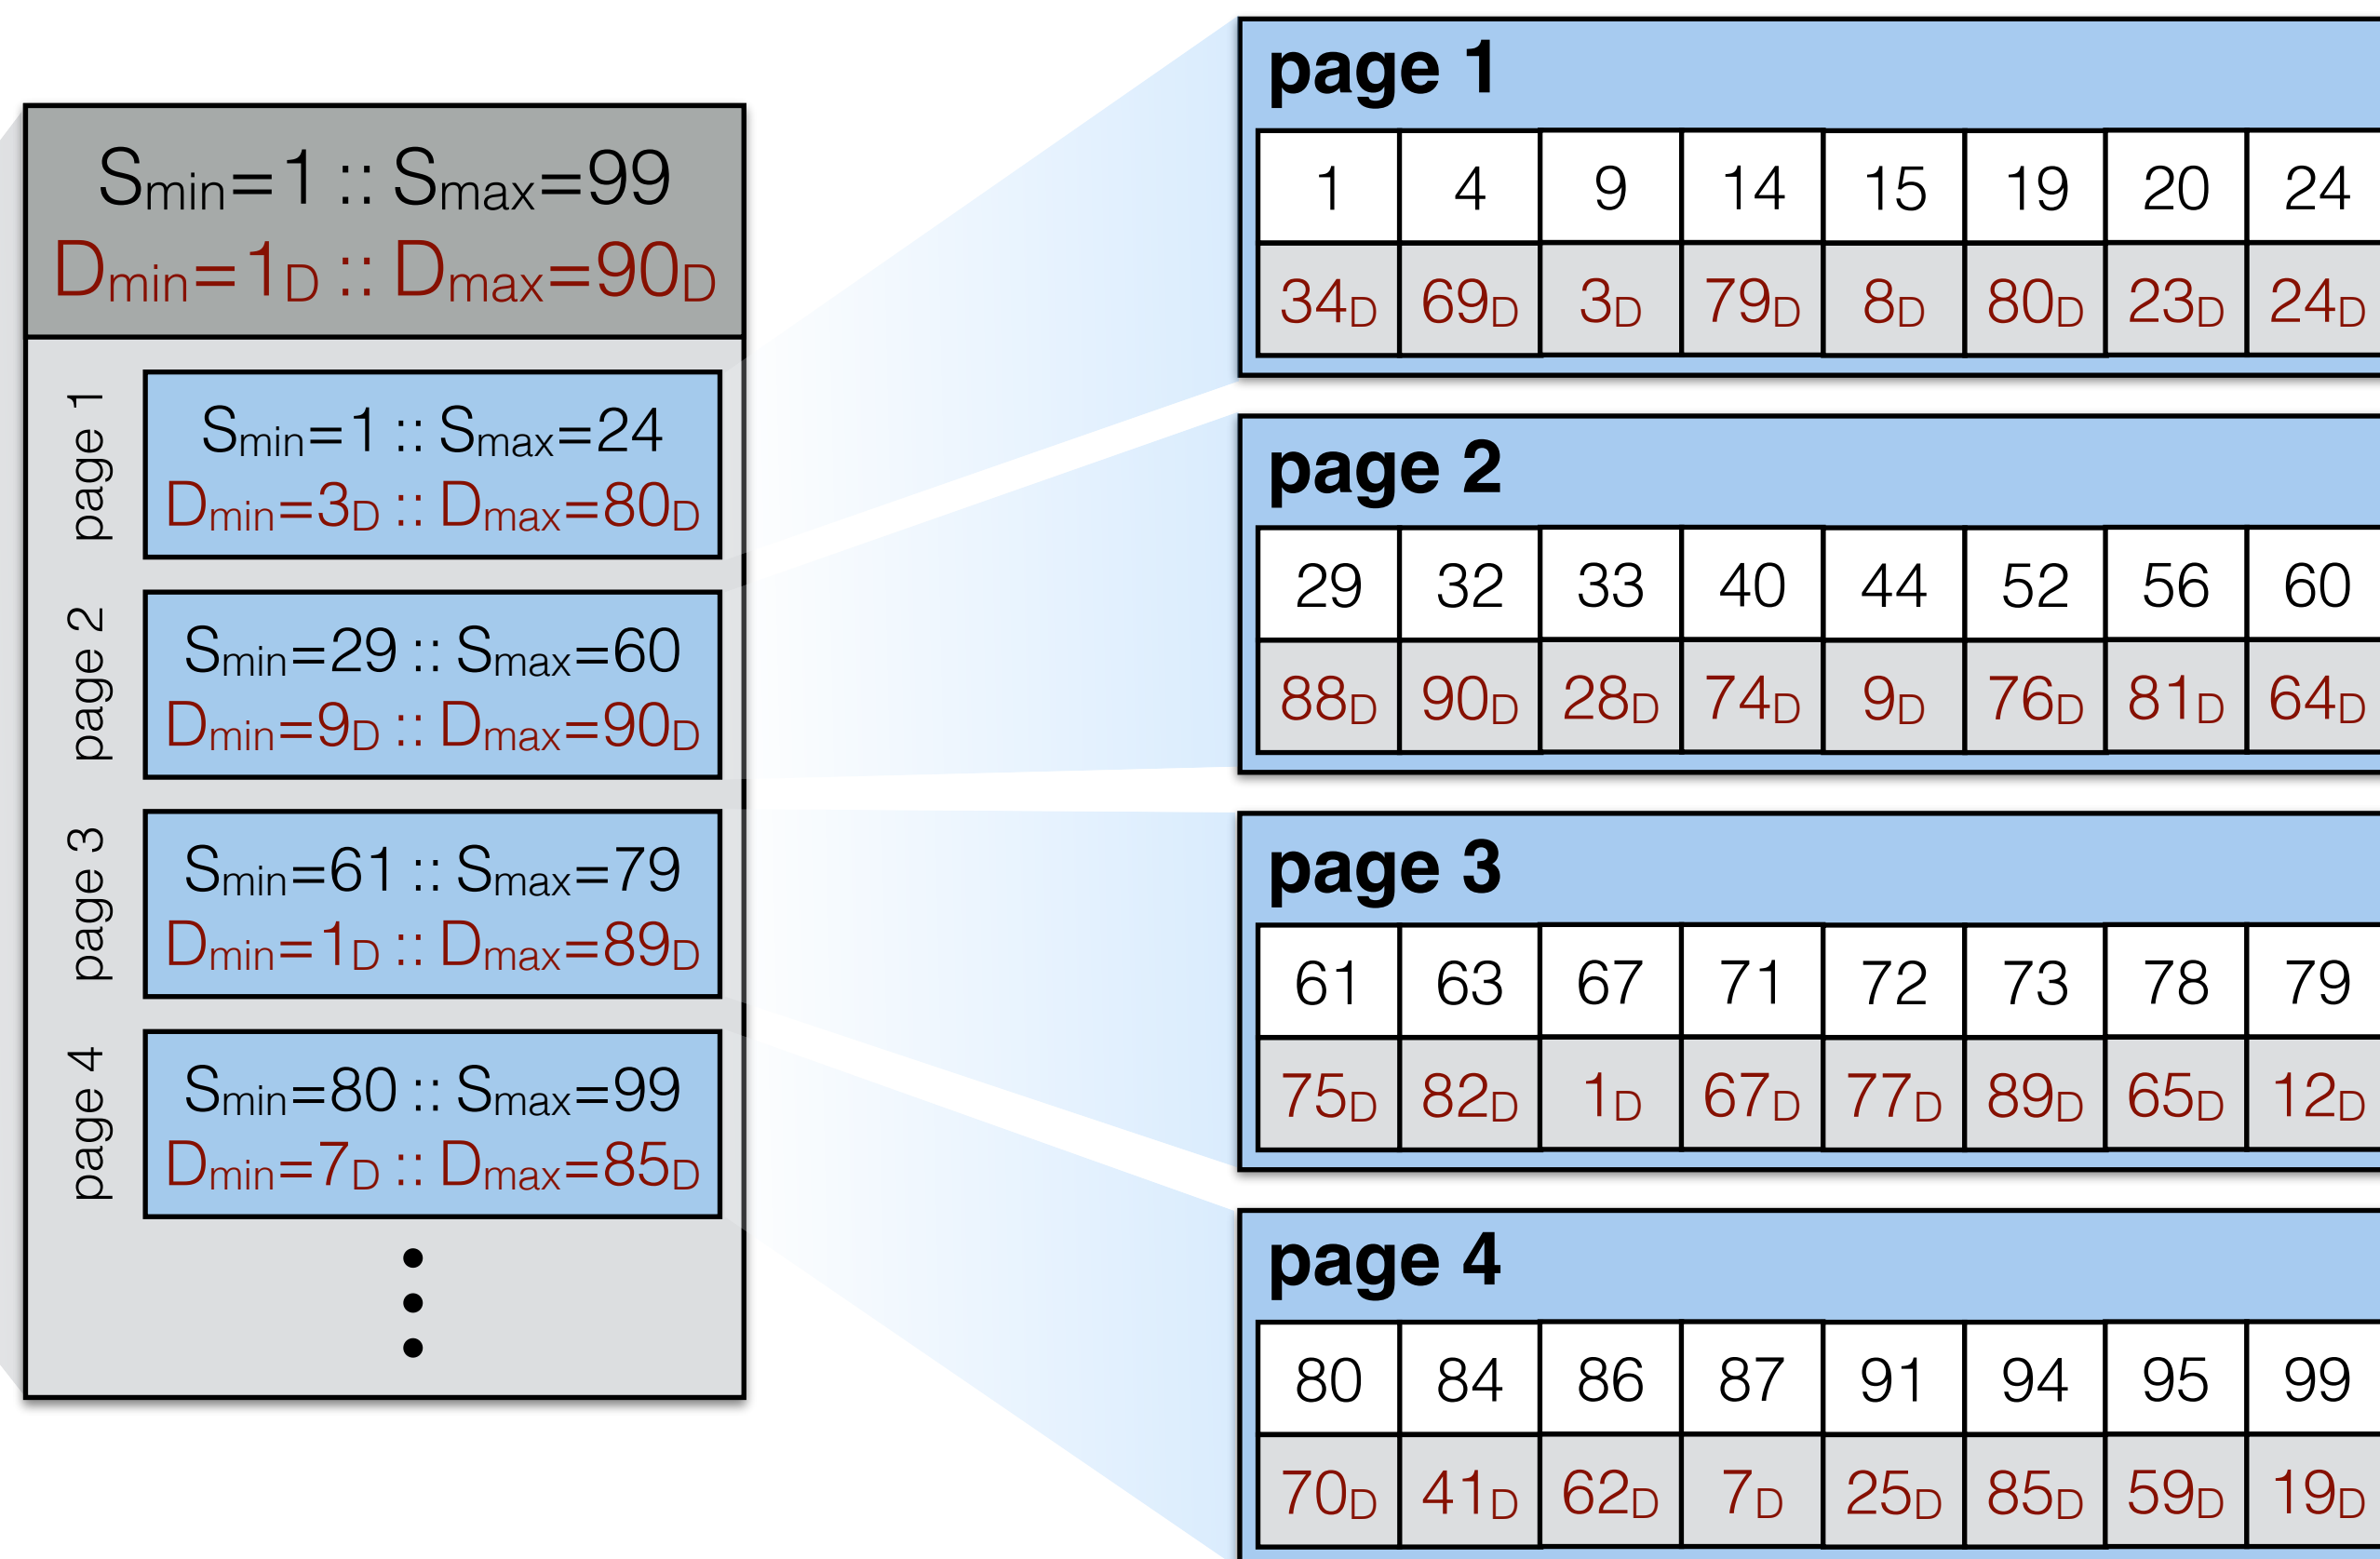 Smin=1 :: Smax=99
Dmin=1D :: Dmax=90D
page 1
Smin=1 :: Smax=24
Dmin=3D :: Dmax=80D
page 2
Smin=29 :: Smax=60
Dmin=9D :: Dmax=90D
page 3
Smin=61 :: Smax=79
Dmin=1D :: Dmax=89D
page 4
Smin=80 :: Smax=99
Dmin=7D :: Dmax=85D
page 1
1 4 9 14 15 19 20 24
34D 69D 3D 79D 8D 80D 23D 24D
page 2
29 32 33 40 44 52 56 60
88D 90D 28D 74D 9D 76D 81D 64D
page 3
61 63 67 71 72 73 78 79
75D 82D 1D 67D 77D 89D 65D 12D
page 4
80 84 86 87 91 94 95 99
70D 41D 62D 7D 25D 85D 59D 19D